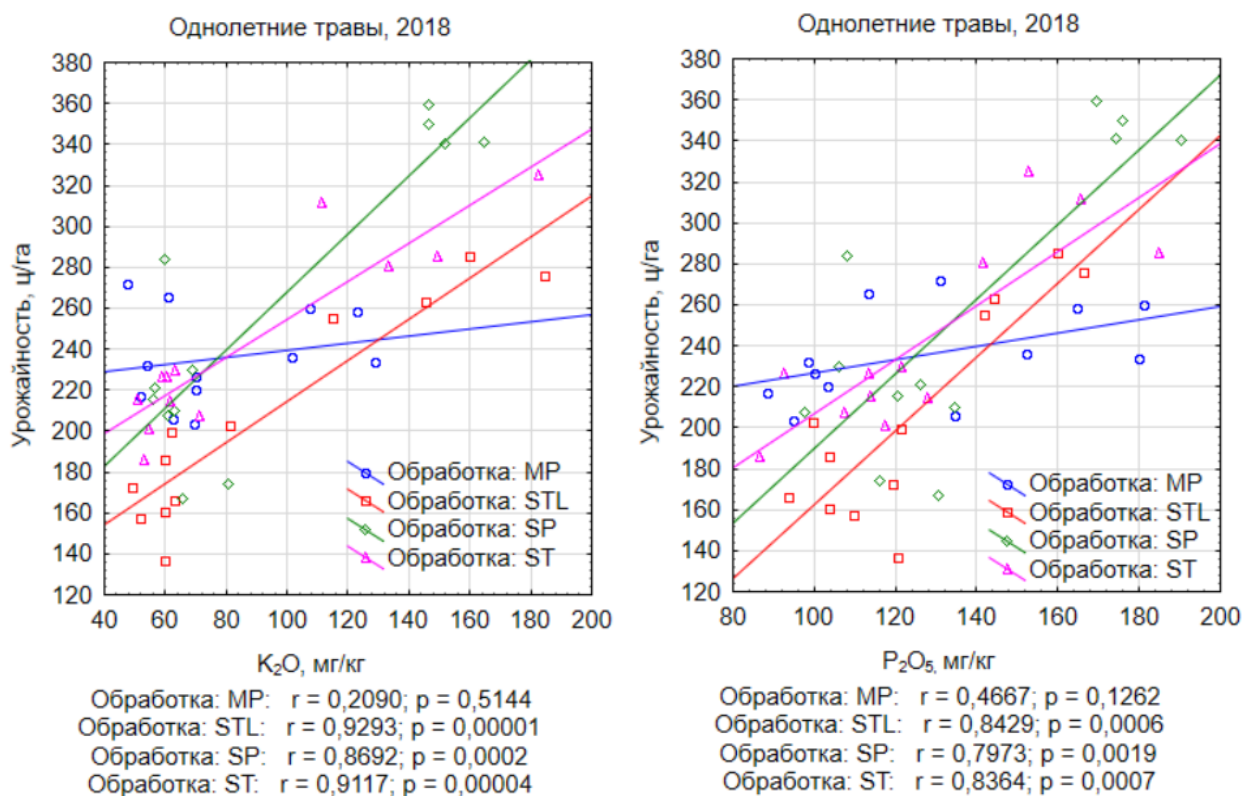 Однолетние травы, 2018
Урожайность, ц/га
380
360
340
320
300
280
260
240
220
200
180
160
140
120
40 60 80 100 120 140 160 180 200
Обработка: MP
Обработка: STL
Обработка: SP
Обработка: ST
K₂O, мг/кг
Обработка: MP: r = 0,2090; p = 0,5144
Обработка: STL: r = 0,9293; p = 0,00001
Обработка: SP: r = 0,8692; p = 0,0002
Обработка: ST: r = 0,9117; p = 0,00004
Однолетние травы, 2018
Урожайность, ц/га
380
360
340
320
300
280
260
240
220
200
180
160
140
120
80 100 120 140 160 180 200
Обработка: MP
Обработка: STL
Обработка: SP
Обработка: ST
P₂O₅, мг/кг
Обработка: MP: r = 0,4667; p = 0,1262
Обработка: STL: r = 0,8429; p = 0,0006
Обработка: SP: r = 0,7973; p = 0,0019
Обработка: ST: r = 0,8364; p = 0,0007